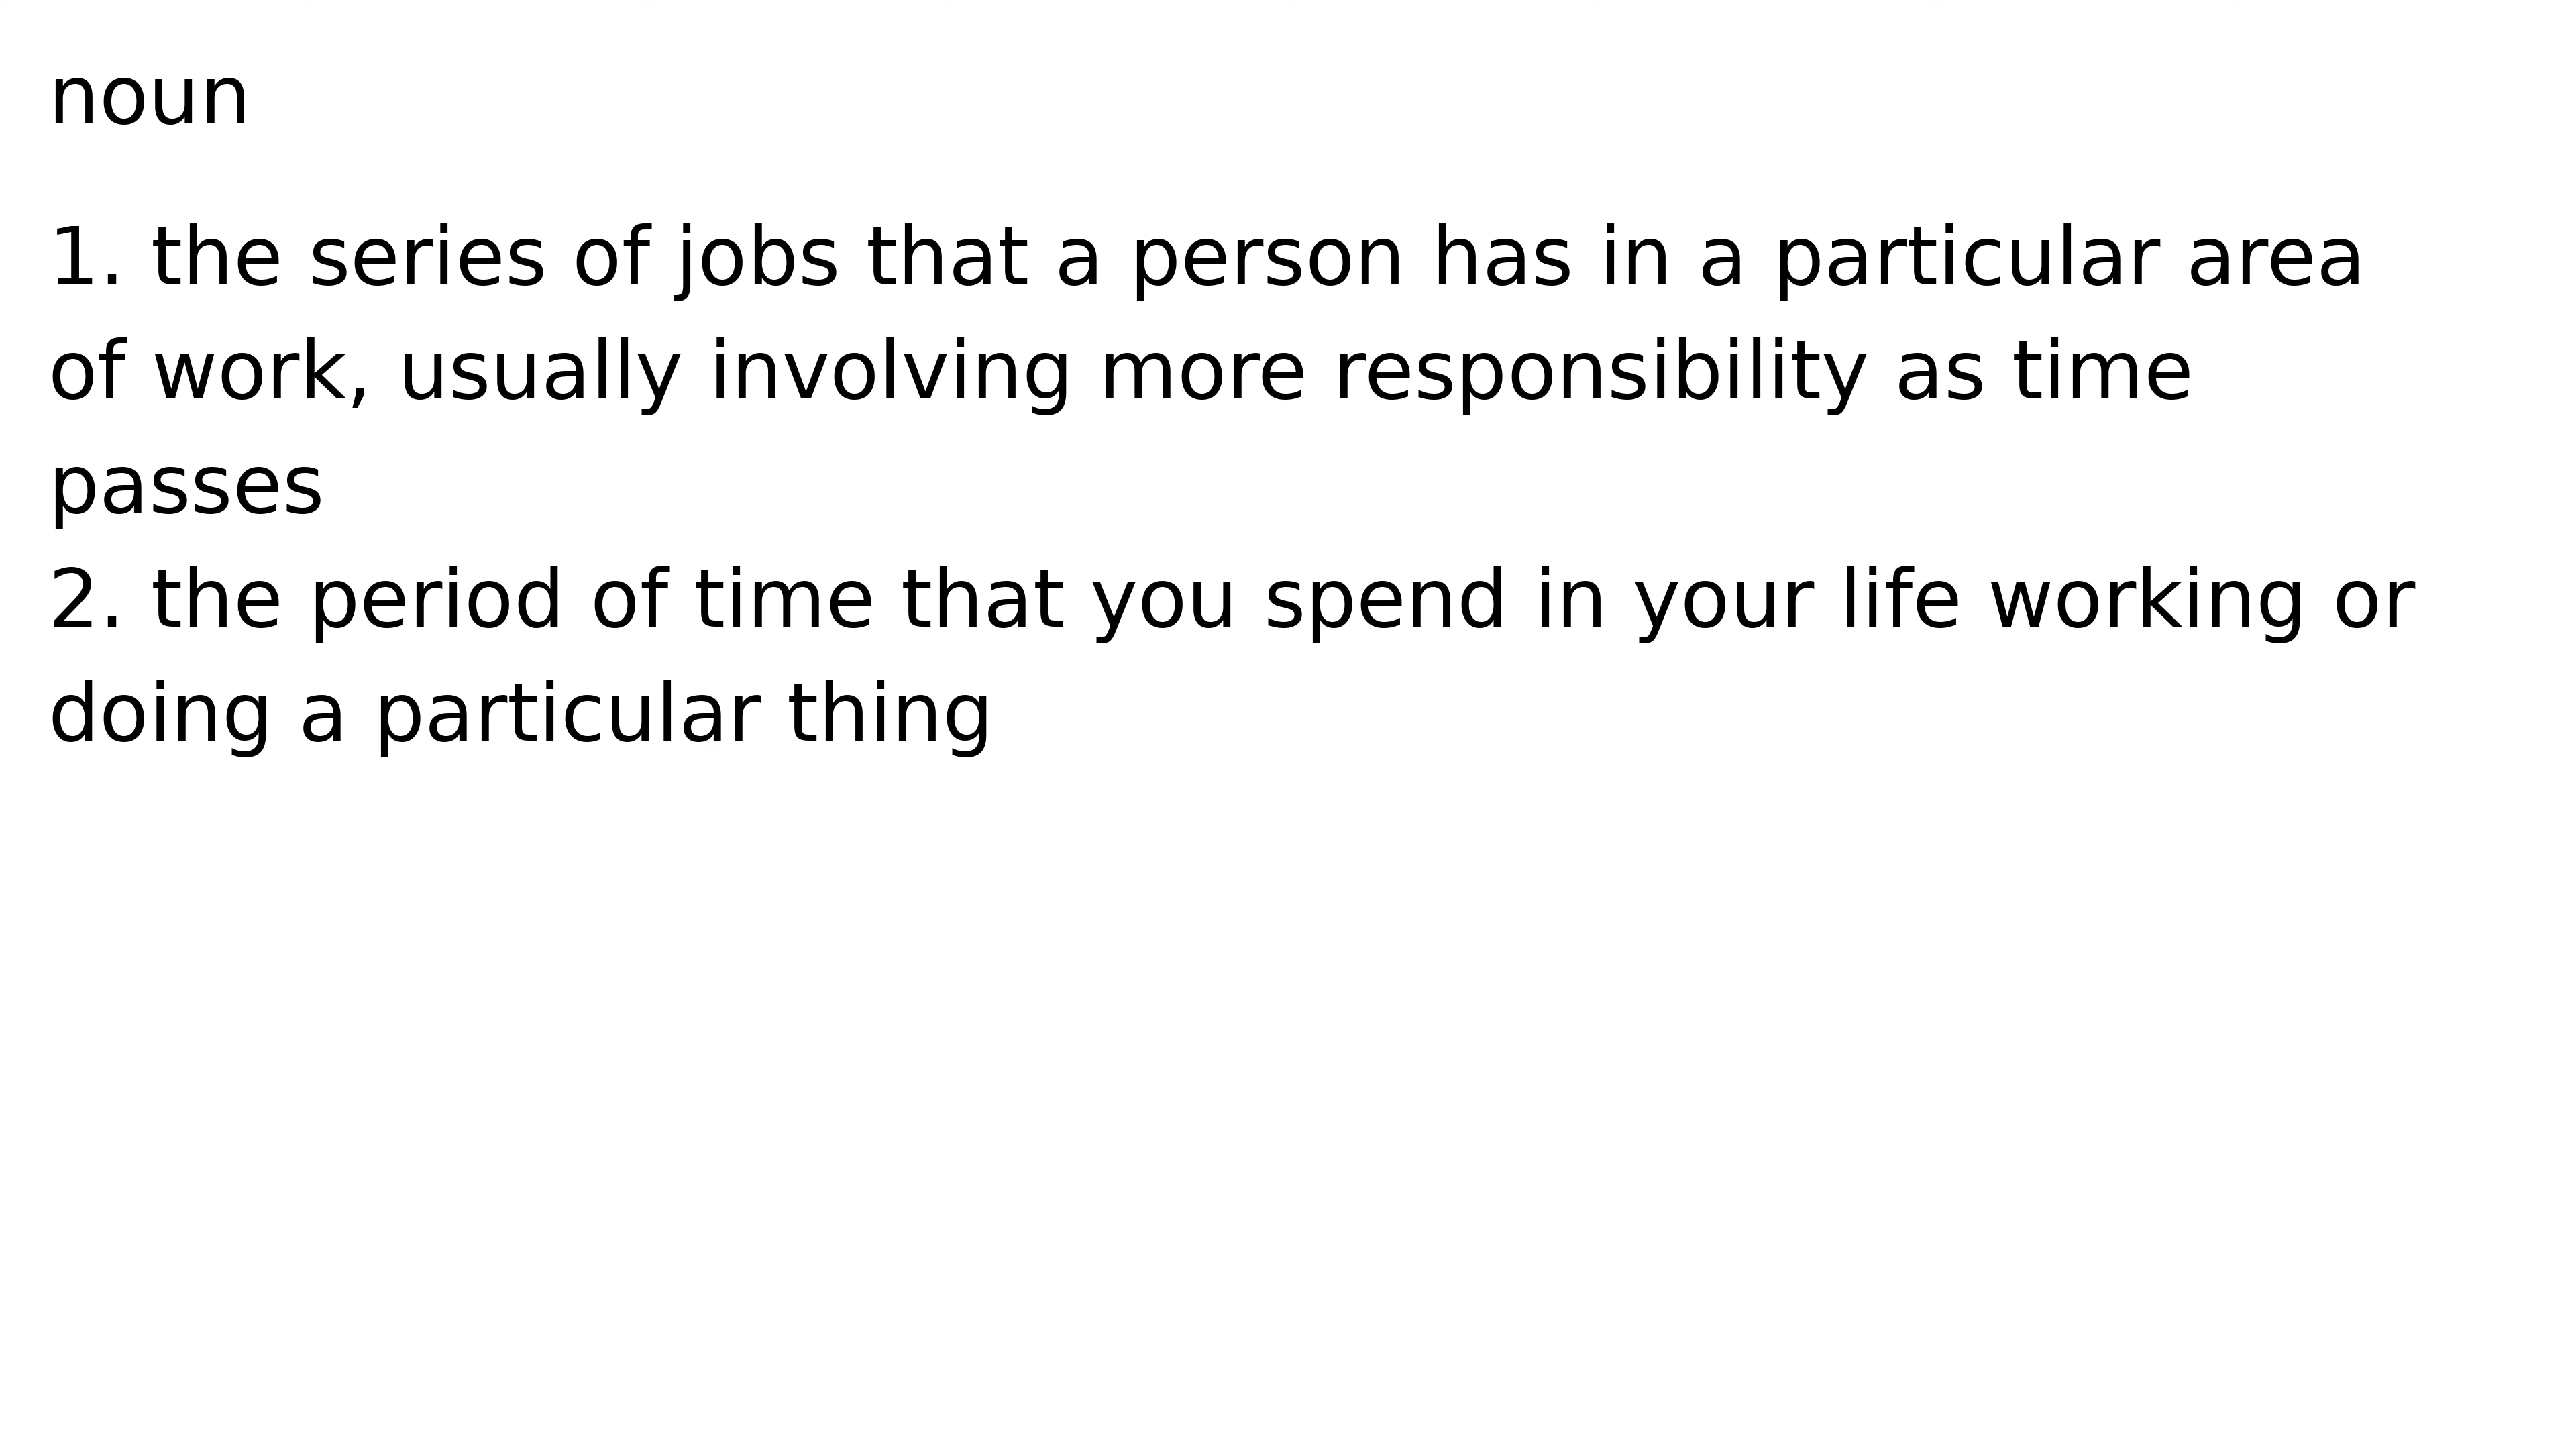 noun
1. the series of jobs that a person has in a particular area
of work, usually involving more responsibility as time
passes
2. the period of time that you spend in your life working or
doing a particular thing